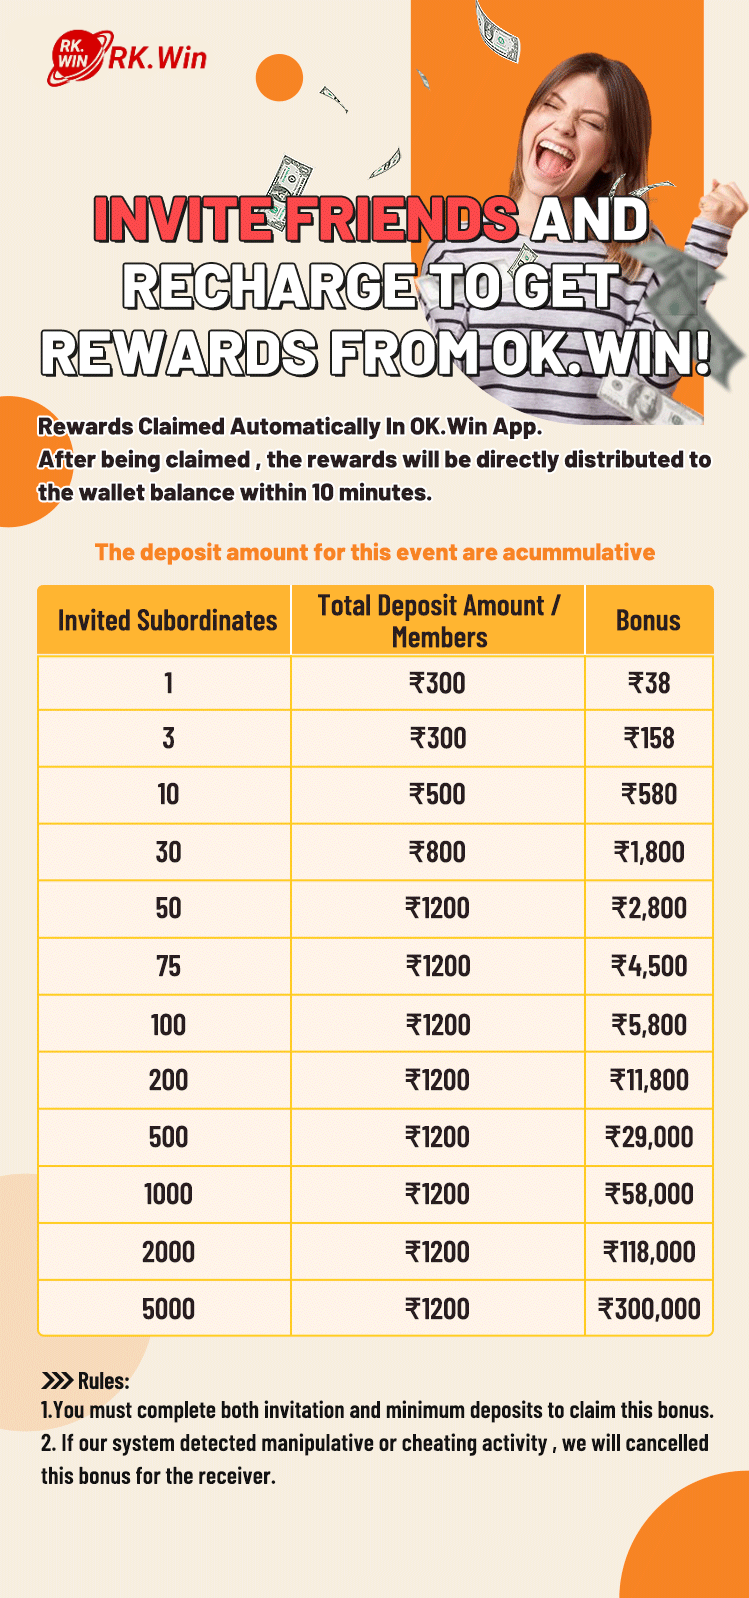 RK.
WIN
RK.Win
INVITE FRIENDS AND
RECHARGE TO GET
REWARDS FROM OK.WIN!
Rewards Claimed Automatically In OK.Win App.
After being claimed , the rewards will be directly distributed to
the wallet balance within 10 minutes.
The deposit amount for this event are acummulative
Invited Subordinates Total Deposit Amount / Members Bonus
1 ₹300 ₹38
3 ₹300 ₹158
10 ₹500 ₹580
30 ₹800 ₹1,800
50 ₹1200 ₹2,800
75 ₹1200 ₹4,500
100 ₹1200 ₹5,800
200 ₹1200 ₹11,800
500 ₹1200 ₹29,000
1000 ₹1200 ₹58,000
2000 ₹1200 ₹118,000
5000 ₹1200 ₹300,000
Rules:
1.You must complete both invitation and minimum deposits to claim this bonus.
2. If our system detected manipulative or cheating activity , we will cancelled
this bonus for the receiver.